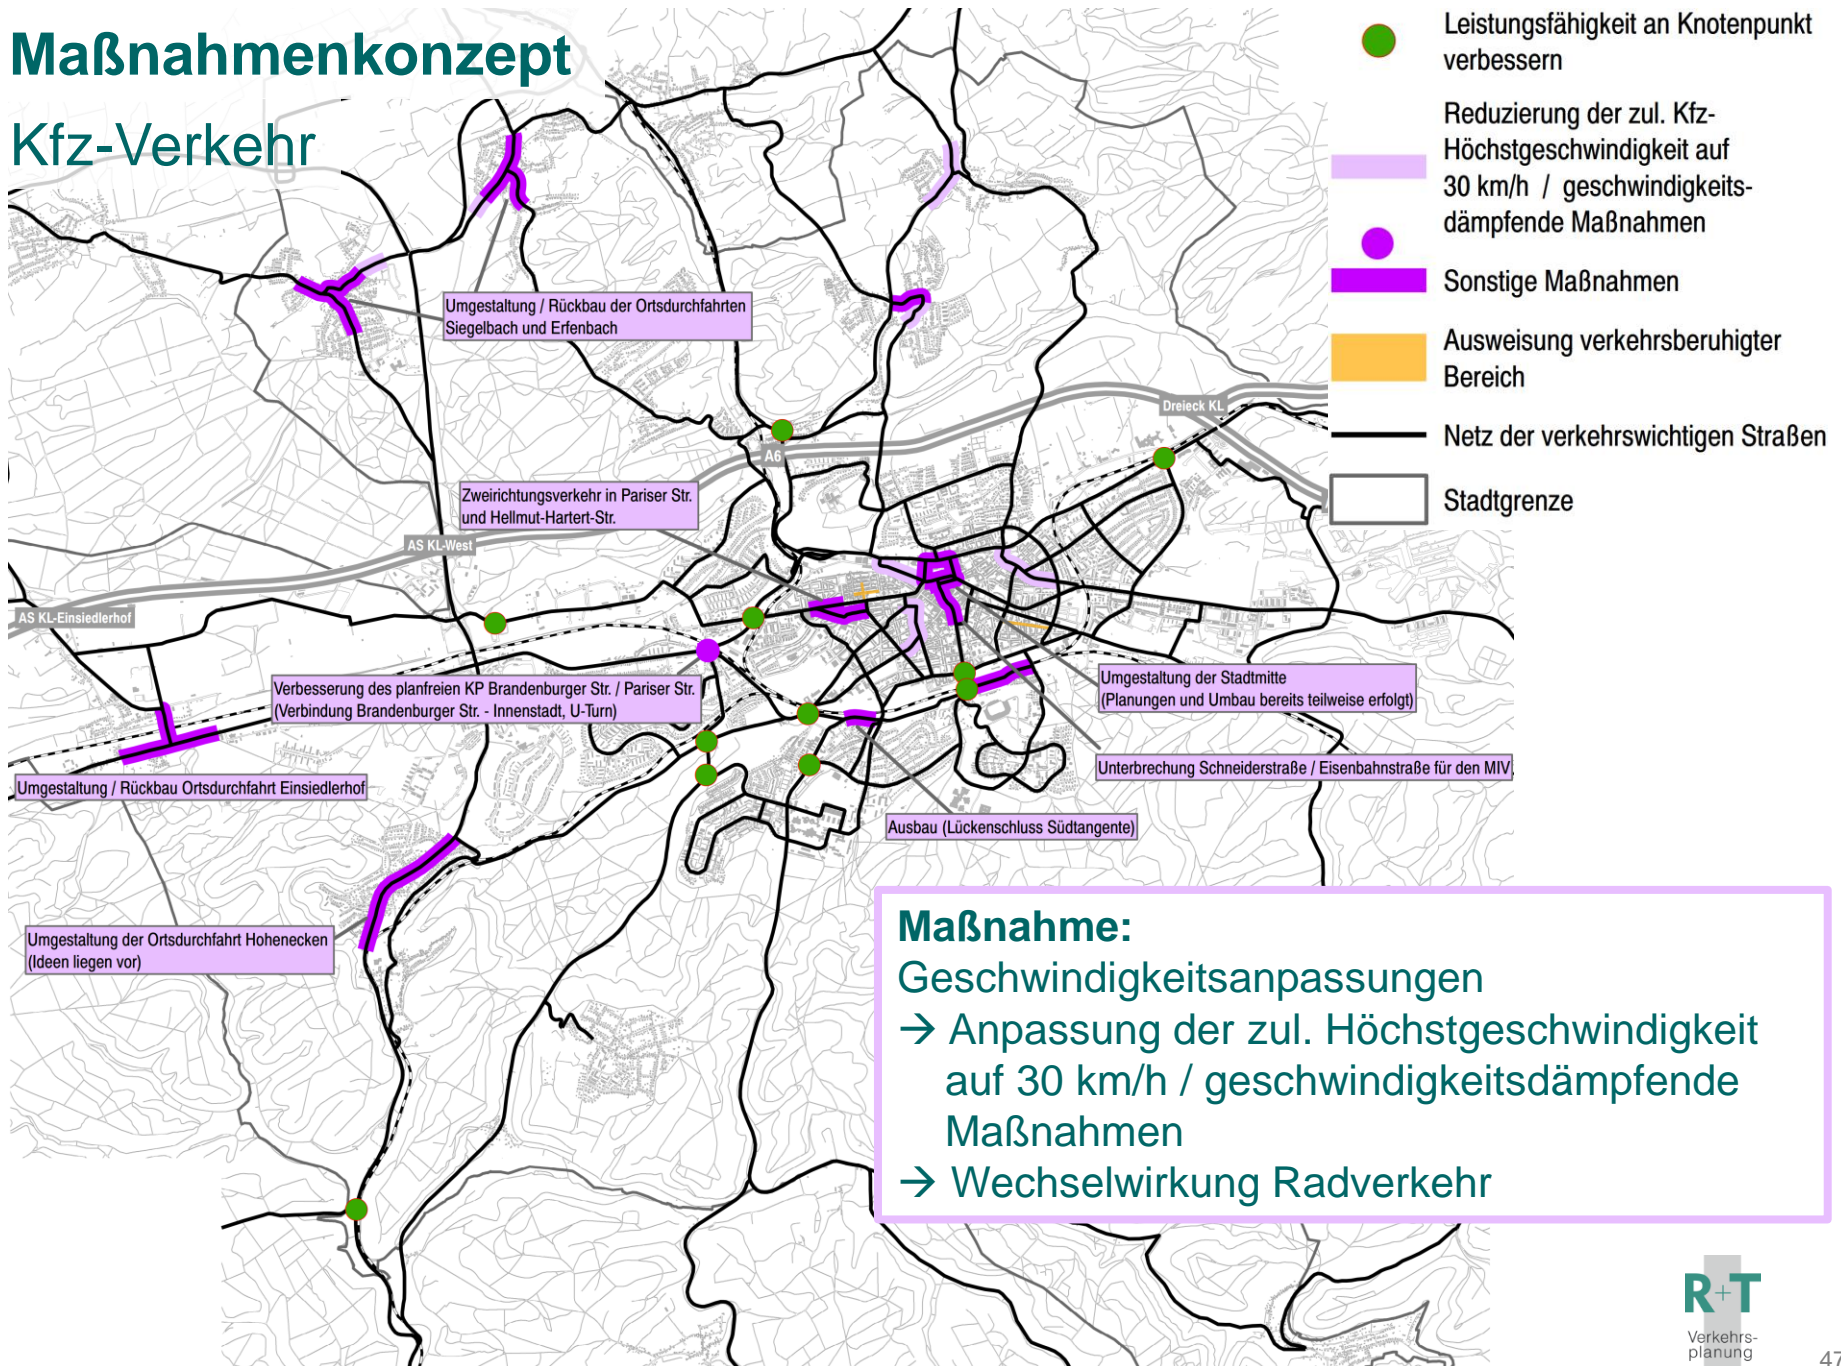 Maßnahmenkonzept
Kfz-Verkehr
Leistungsfähigkeit an Knotenpunkt
verbessern
Reduzierung der zul. Kfz-
Höchstgeschwindigkeit auf
30 km/h / geschwindigkeits-
dämpfende Maßnahmen
Sonstige Maßnahmen
Ausweisung verkehrsberuhigter
Bereich
Netz der verkehrswichtigen Straßen
Stadtgrenze
Umgestaltung / Rückbau der Ortsdurchfahrten
Siegelbach und Erfenbach
Dreieck KL
A6
Zweirichtungsverkehr in Pariser Str.
und Hellmut-Hartert-Str.
AS KL-West
AS KL-Einsiedlerhof
Verbesserung des planfreien KP Brandenburger Str. / Pariser Str.
(Verbindung Brandenburger Str. - Innenstadt, U-Turn)
Umgestaltung der Stadtmitte
(Planungen und Umbau bereits teilweise erfolgt)
Umgestaltung / Rückbau Ortsdurchfahrt Einsiedlerhof
Unterbrechung Schneiderstraße / Eisenbahnstraße für den MIV
Ausbau (Lückenschluss Südtangente)
Umgestaltung der Ortsdurchfahrt Hohenecken
(Ideen liegen vor)
Maßnahme:
Geschwindigkeitsanpassungen
→ Anpassung der zul. Höchstgeschwindigkeit
auf 30 km/h / geschwindigkeitsdämpfende
Maßnahmen
→ Wechselwirkung Radverkehr
R+T
Verkehrs-
planung
47